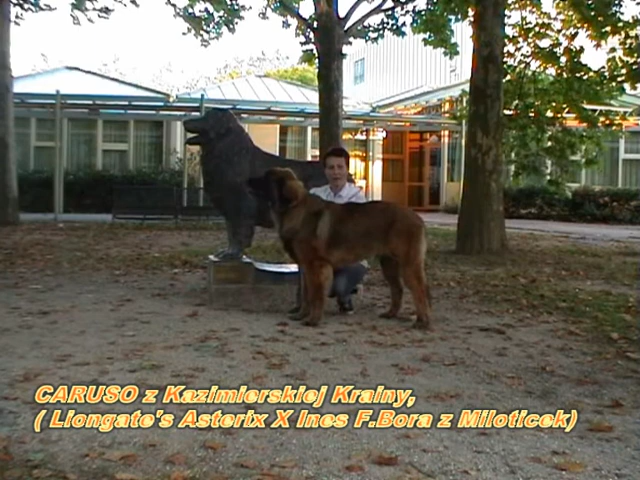 CARUSO z Kazimierskiej Krainy,
( Liongate's Asterix X Ines F.Bora z Miloticek)